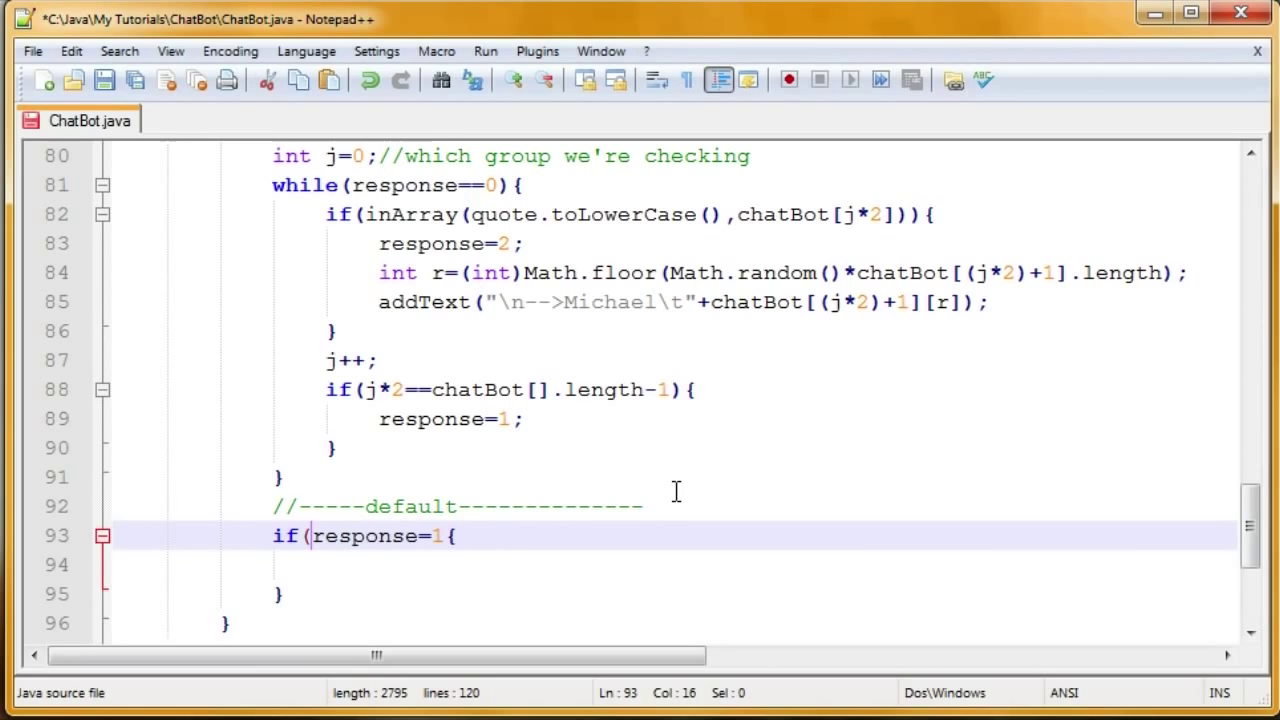 *C:\Java\My Tutorials\ChatBot\ChatBot.java - Notepad++
File Edit Search View Encoding Language Settings Macro Run Plugins Window ? X
ChatBot.java
80 int j=0;//which group we're checking
81 while(response==0){
82 if(inArray(quote.toLowerCase(),chatBot[j*2])){
83 response=2;
84 int r=(int)Math.floor(Math.random()*chatBot[(j*2)+1].length);
85 addText("\n-->Michael\t"+chatBot[(j*2)+1][r]);
86 }
87 j++;
88 if(j*2==chatBot[].length-1){
89 response=1;
90 }
91 }
92 //-----default--------------
93 if(response=1{
94
95 }
96 }
Java source file length : 2795 lines : 120 Ln : 93 Col : 16 Sel : 0 Dos\Windows ANSI INS